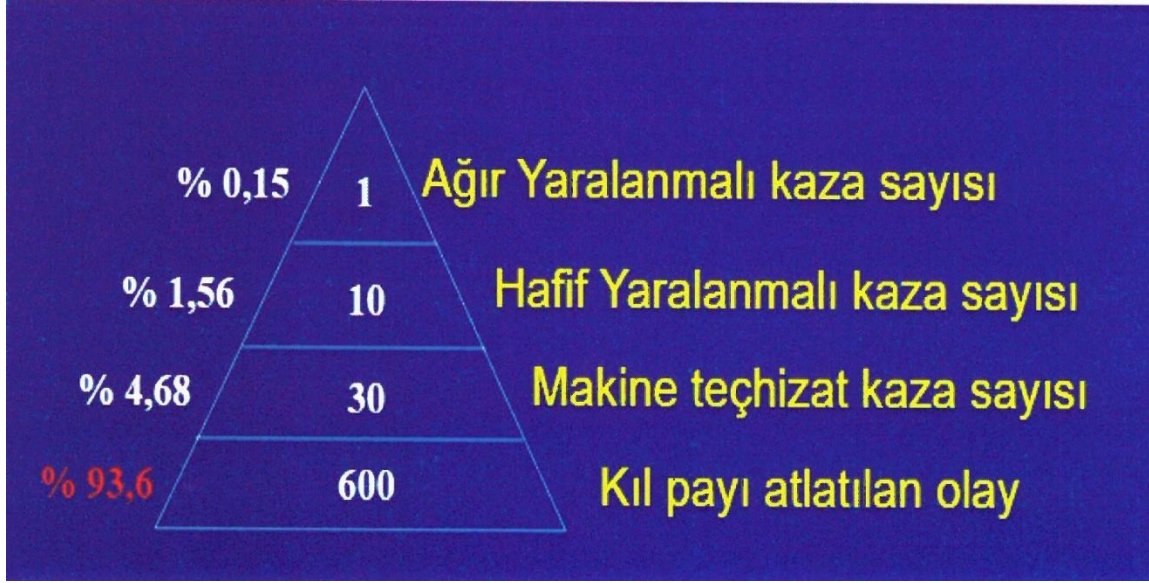 % 0,15 1 Ağır Yaralanmalı kaza sayısı
% 1,56 10 Hafif Yaralanmalı kaza sayısı
% 4,68 30 Makine teçhizat kaza sayısı
% 93,6 600 Kıl payı atlatılan olay